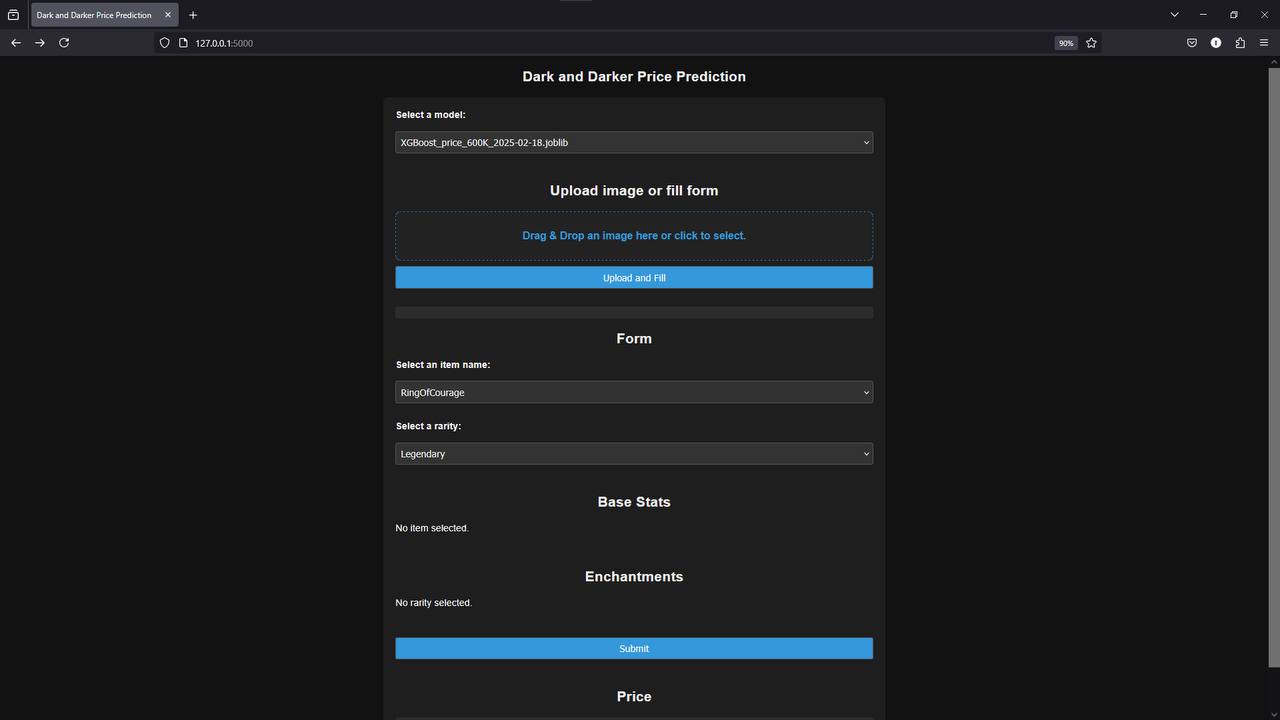 Dark and Darker Price Prediction
127.0.0.1:5000
90%
Dark and Darker Price Prediction
Select a model:
XGBoost_price_600K_2025-02-18.joblib
Upload image or fill form
Drag & Drop an image here or click to select.
Upload and Fill
Form
Select an item name:
RingOfCourage
Select a rarity:
Legendary
Base Stats
No item selected.
Enchantments
No rarity selected.
Submit
Price